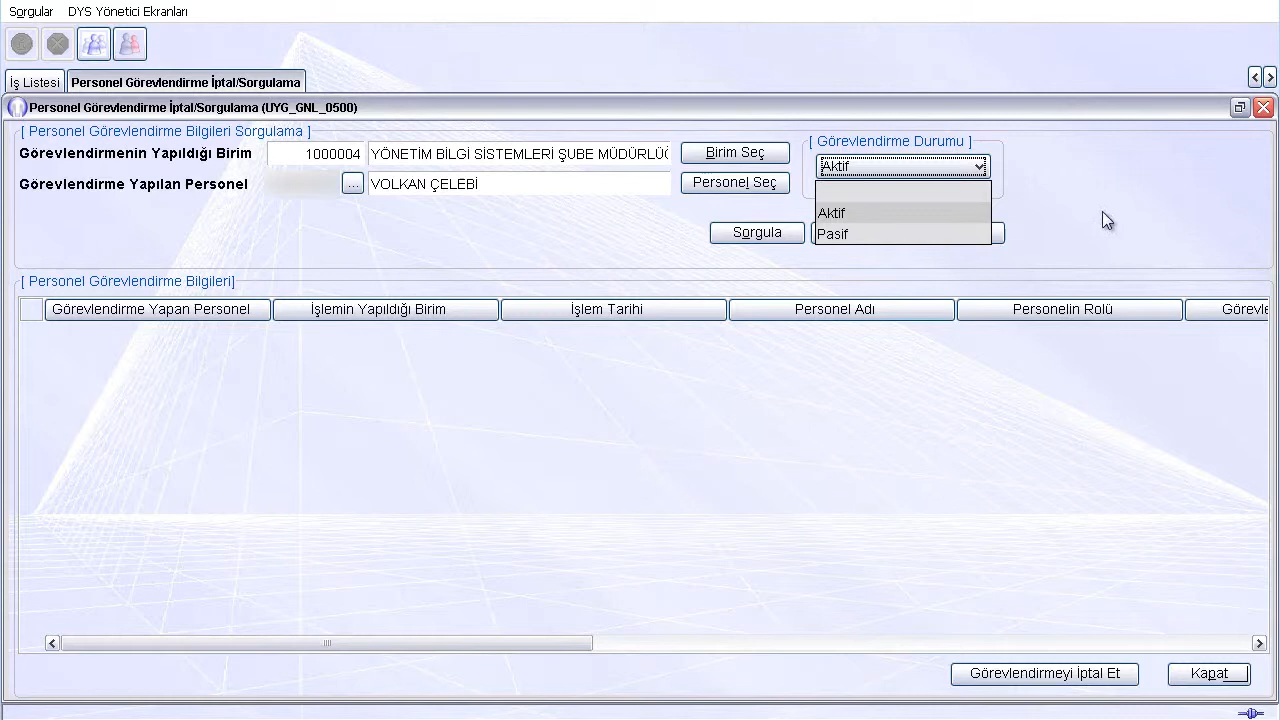 Sorgular DYS Yönetici Ekranları
İş Listesi Personel Görevlendirme İptal/Sorgulama
Personel Görevlendirme İptal/Sorgulama (UYG_GNL_0500)
[ Personel Görevlendirme Bilgileri Sorgulama ]
Görevlendirmenin Yapıldığı Birim 1000004 YÖNETİM BİLGİ SİSTEMLERİ ŞUBE MÜDÜRLÜĞ Birim Seç
Görevlendirme Yapılan Personel ... VOLKAN ÇELEBİ Personel Seç
[ Görevlendirme Durumu ]
Aktif
Aktif
Pasif
Sorgula
[ Personel Görevlendirme Bilgileri]
Görevlendirme Yapan Personel İşlemin Yapıldığı Birim İşlem Tarihi Personel Adı Personelin Rolü Görevle
Görevlendirmeyi İptal Et Kapat